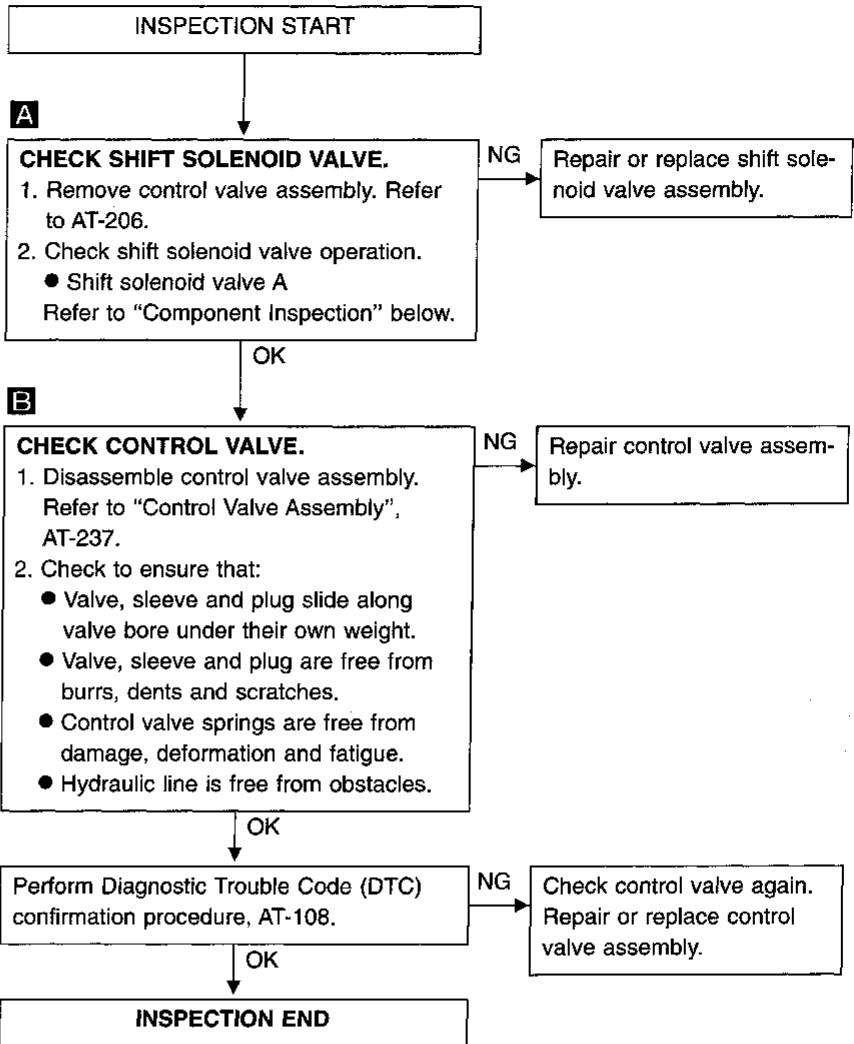 INSPECTION START
A
CHECK SHIFT SOLENOID VALVE.
1. Remove control valve assembly. Refer
to AT-206.
2. Check shift solenoid valve operation.
● Shift solenoid valve A
Refer to “Component Inspection” below.
NG
Repair or replace shift sole-
noid valve assembly.
OK
B
CHECK CONTROL VALVE.
1. Disassemble control valve assembly.
Refer to “Control Valve Assembly”,
AT-237.
2. Check to ensure that:
● Valve, sleeve and plug slide along
valve bore under their own weight.
● Valve, sleeve and plug are free from
burrs, dents and scratches.
● Control valve springs are free from
damage, deformation and fatigue.
● Hydraulic line is free from obstacles.
NG
Repair control valve assem-
bly.
OK
Perform Diagnostic Trouble Code (DTC)
confirmation procedure, AT-108.
NG
Check control valve again.
Repair or replace control
valve assembly.
OK
INSPECTION END